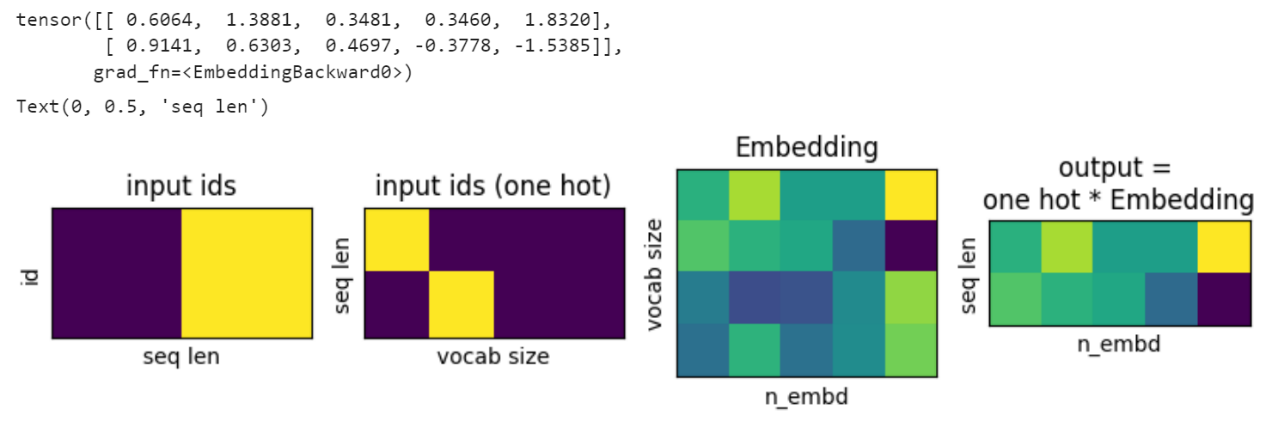 tensor([[ 0.6064,  1.3881,  0.3481,  0.3460,  1.8320],
        [ 0.9141,  0.6303,  0.4697, -0.3778, -1.5385]],
       grad_fn=<EmbeddingBackward0>)
Text(0, 0.5, 'seq len')
input ids
id
seq len
input ids (one hot)
seq len
vocab size
Embedding
vocab size
n_embd
output =
one hot * Embedding
seq len
n_embd